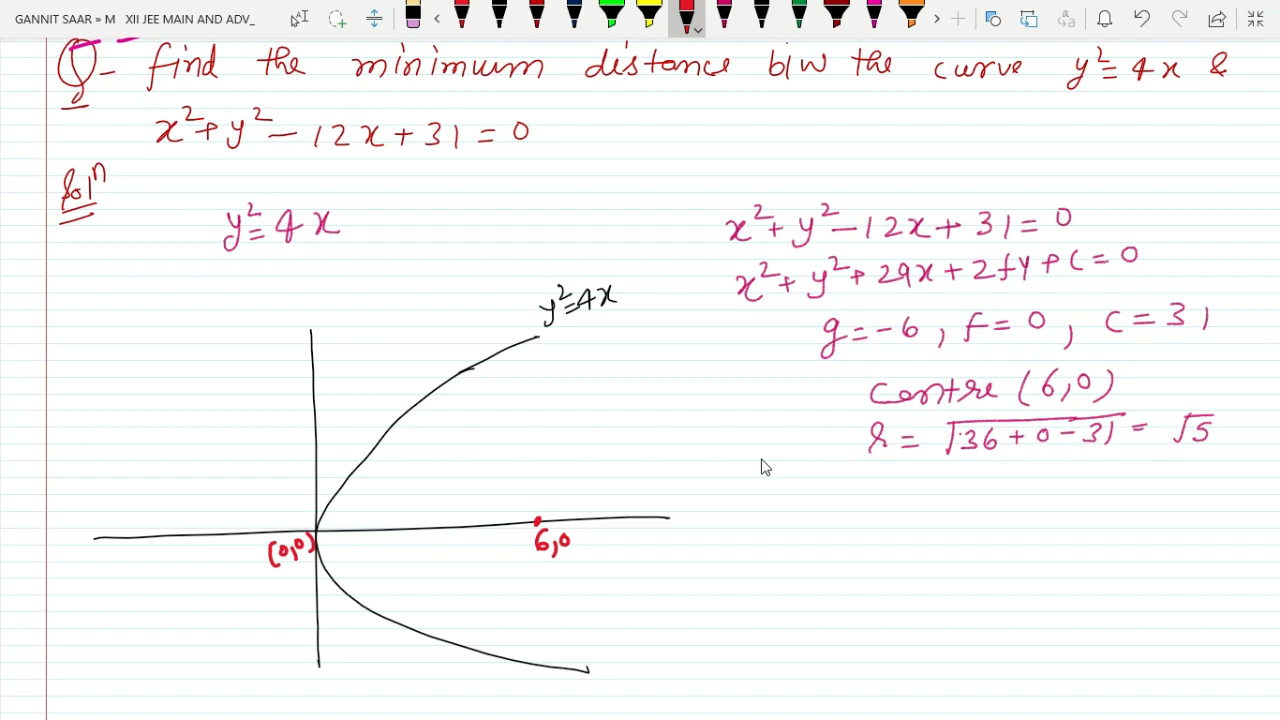 GANNIT SAAR » M XII JEE MAIN AND ADV_
Q- find the minimum distance b/w the curve y²=4x &
x²+y²-12x+31=0
Solⁿ
y²=4x
x²+y²-12x+31=0
x²+y²+2gx+2fy+c=0
g=-6, f=0, c=31
Centre (6,0)
r=√36+0-31=√5
y²=4x
(0,0)
6,0